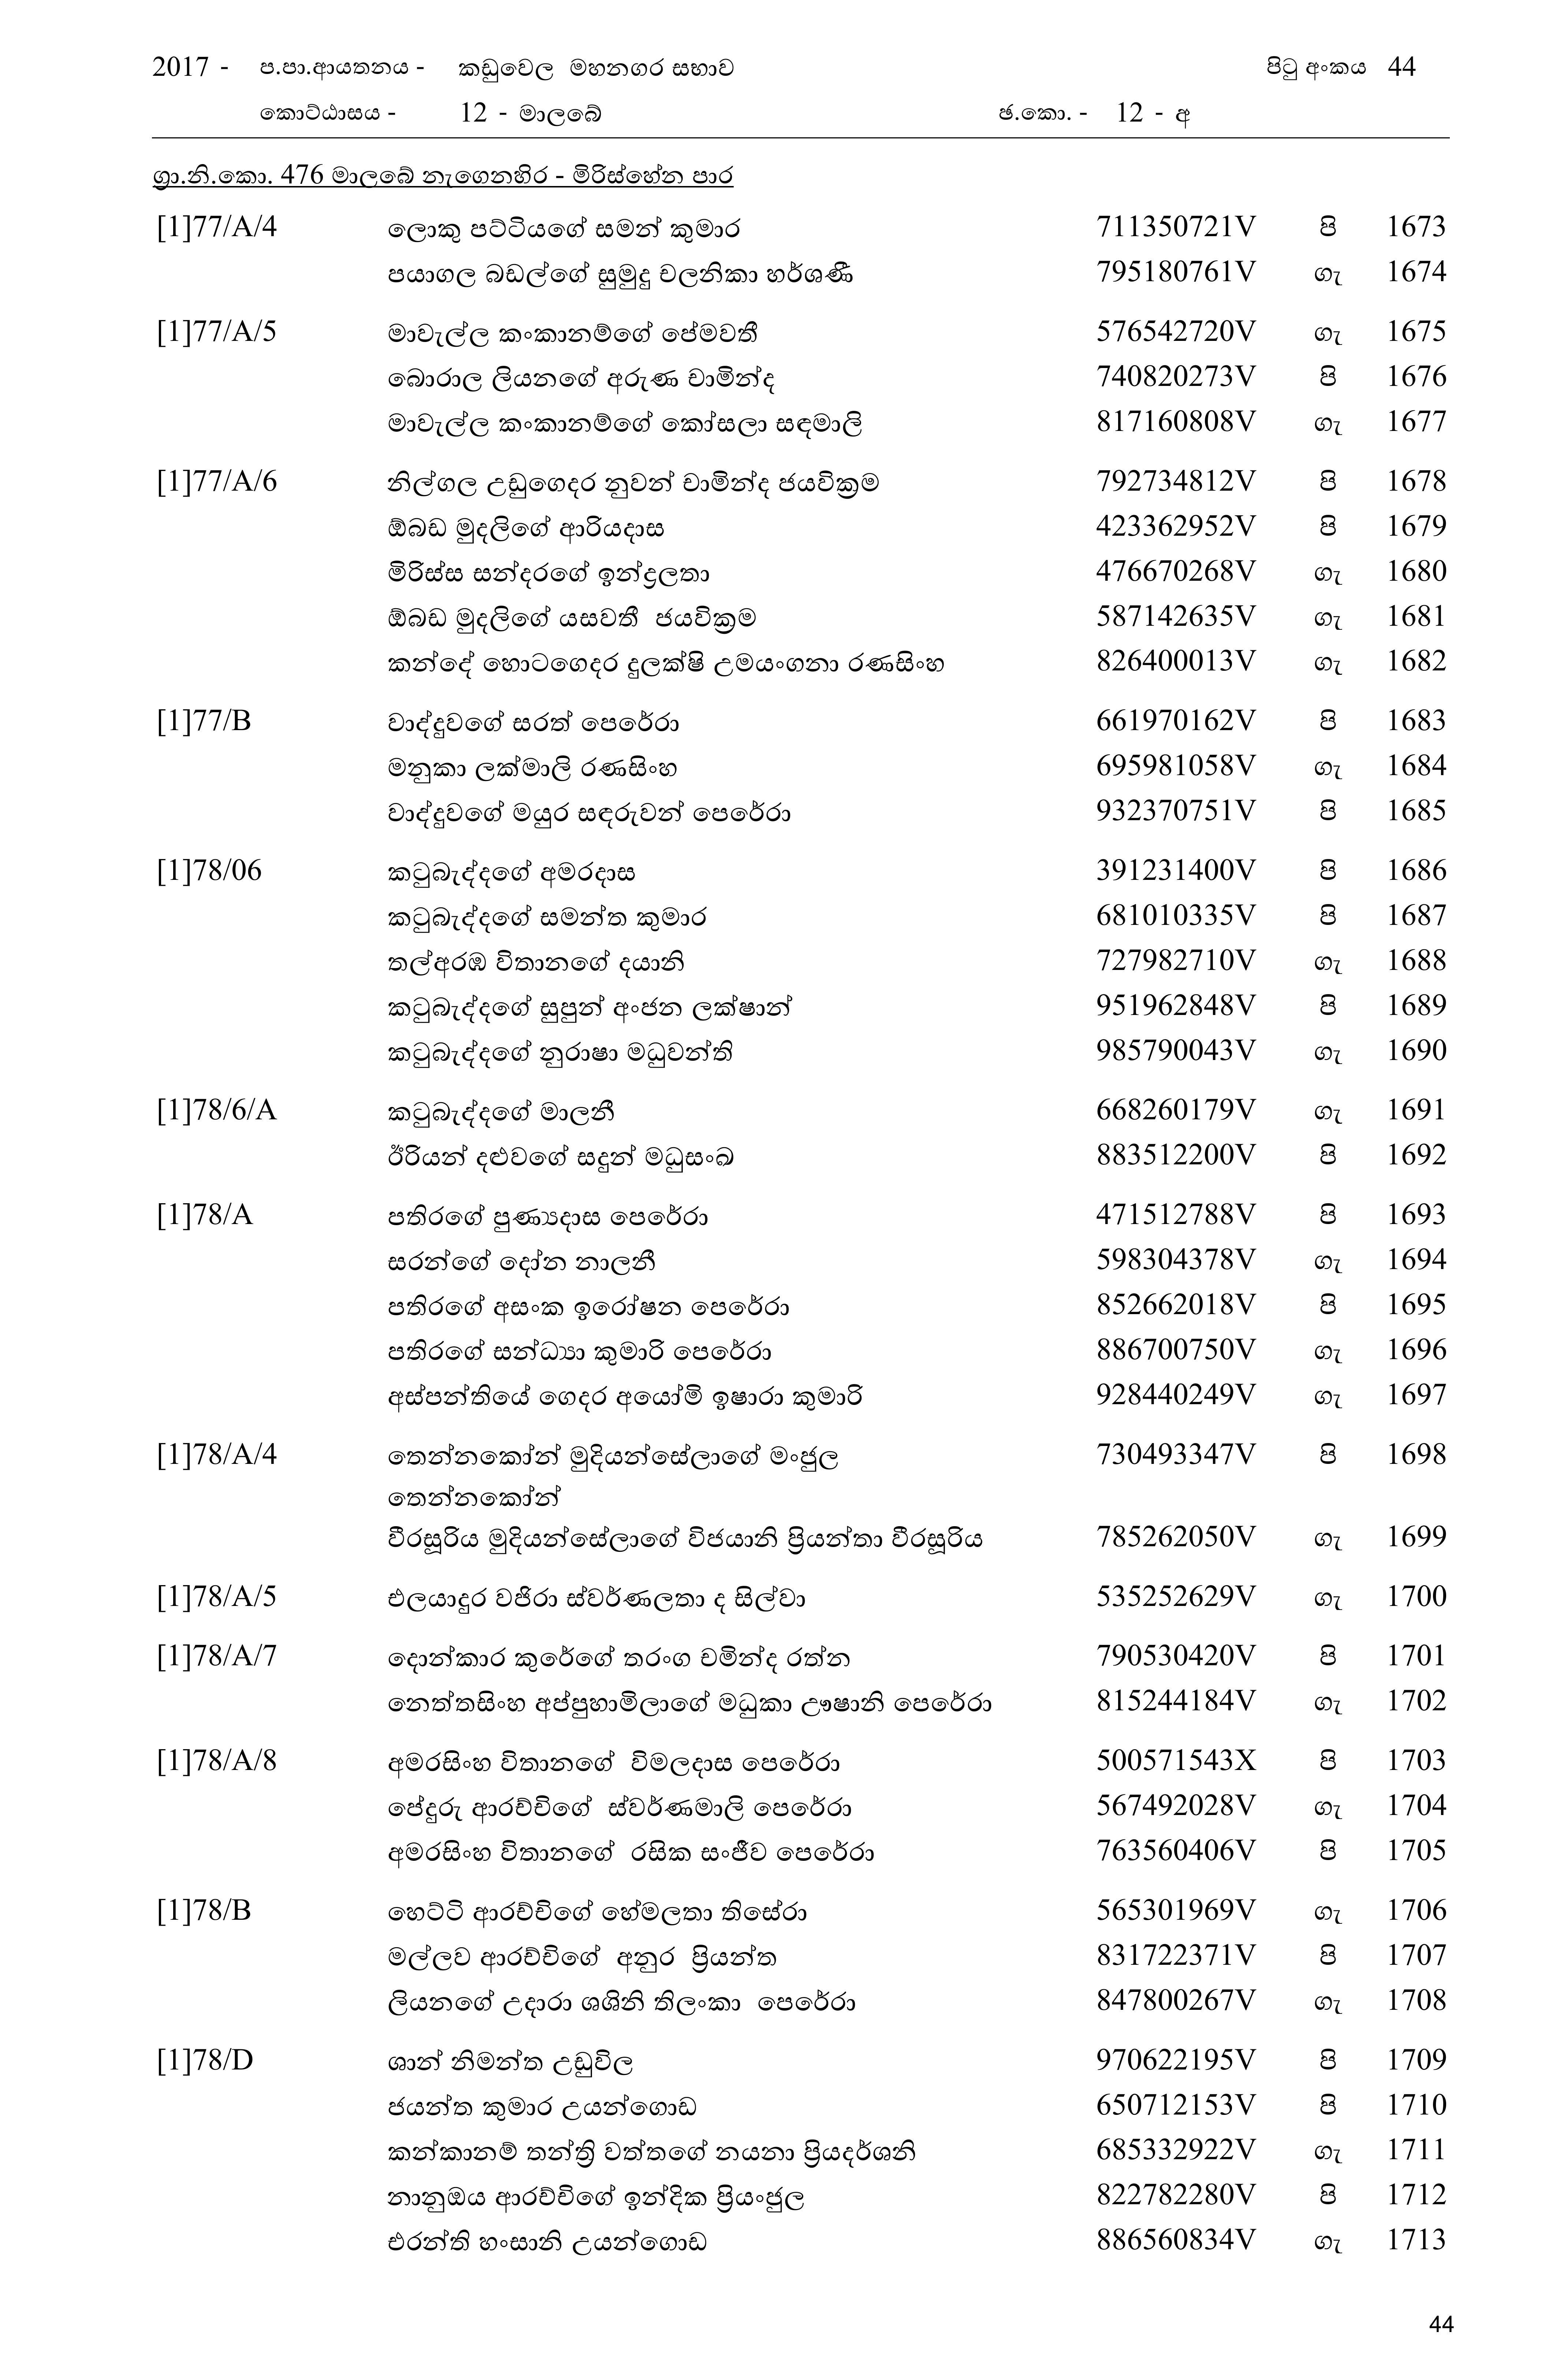 2017 - ප.පා.ආයතනය - කඩුවෙල මහනගර සභාව පිටු අංකය 44
කොට්ඨාසය - 12 - මාලබේ ඡ.කො. - 12 - අ
ග්‍රා.නි.කො. 476 මාලබේ නැගෙනහිර - මිරිස්හේන පාර
[1]77/A/4 ලොකු පට්ටියගේ සමන් කුමාර 711350721V පි 1673
පයාගල බඩල්ගේ සුමුදු චලනිකා හර්ශණී 795180761V ගැ 1674
[1]77/A/5 මාවැල්ල කංකානම්ගේ පේමවතී 576542720V ගැ 1675
බොරාල ලියනගේ අරුණ චාමින්ද 740820273V පි 1676
මාවැල්ල කංකානම්ගේ කෝසලා සඳමාලි 817160808V ගැ 1677
[1]77/A/6 නිල්ගල උඩුගෙදර නුවන් චාමින්ද ජයවික්‍රම 792734812V පි 1678
ඕබඩ මුදලිගේ ආරියදාස 423362952V පි 1679
මිරිස්ස සන්දරගේ ඉන්ද්‍රලතා 476670268V ගැ 1680
ඕබඩ මුදලිගේ යසවතී ජයවික්‍රම 587142635V ගැ 1681
කන්දේ හොටගෙදර දුලක්ෂි උමයංගනා රණසිංහ 826400013V ගැ 1682
[1]77/B වාද්දුවගේ සරත් පෙරේරා 661970162V පි 1683
මනුකා ලක්මාලි රණසිංහ 695981058V ගැ 1684
වාද්දුවගේ මයුර සඳරුවන් පෙරේරා 932370751V පි 1685
[1]78/06 කටුබැද්දගේ අමරදාස 391231400V පි 1686
කටුබැද්දගේ සමන්ත කුමාර 681010335V පි 1687
තල්අරඹ විතානගේ දයානි 727982710V ගැ 1688
කටුබැද්දගේ සුපුන් අංජන ලක්ෂාන් 951962848V පි 1689
කටුබැද්දගේ නුරාෂා මධුවන්ති 985790043V ගැ 1690
[1]78/6/A කටුබැද්දගේ මාලනී 668260179V ගැ 1691
ඊරියන් දළුවගේ සදුන් මධුසංඛ 883512200V පි 1692
[1]78/A පතිරගේ පුණ්‍යදාස පෙරේරා 471512788V පි 1693
සරන්ගේ දෝන නාලනී 598304378V ගැ 1694
පතිරගේ අසංක ඉරෝෂන පෙරේරා 852662018V පි 1695
පතිරගේ සන්ධ්‍යා කුමාරි පෙරේරා 886700750V ගැ 1696
අස්පන්තියේ ගෙදර අයෝමි ඉෂාරා කුමාරි 928440249V ගැ 1697
[1]78/A/4 තෙන්නකෝන් මුදියන්සේලාගේ මංජුල 730493347V පි 1698
තෙන්නකෝන්
වීරසූරිය මුදියන්සේලාගේ විජයානි ප්‍රියන්තා වීරසූරිය 785262050V ගැ 1699
[1]78/A/5 එලයාදුර වජිරා ස්වර්ණලතා ද සිල්වා 535252629V ගැ 1700
[1]78/A/7 දොන්කාර කුරේගේ තරංග චමින්ද රත්න 790530420V පි 1701
නෙත්තසිංහ අප්පුහාමිලාගේ මධුකා ඌෂානි පෙරේරා 815244184V ගැ 1702
[1]78/A/8 අමරසිංහ විතානගේ විමලදාස පෙරේරා 500571543X පි 1703
පේදුරු ආරච්චිගේ ස්වර්ණමාලි පෙරේරා 567492028V ගැ 1704
අමරසිංහ විතානගේ රසික සංජීව පෙරේරා 763560406V පි 1705
[1]78/B හෙට්ටි ආරච්චිගේ හේමලතා තිසේරා 565301969V ගැ 1706
මල්ලව ආරච්චිගේ අනුර ප්‍රියන්ත 831722371V පි 1707
ලියනගේ උදාරා ශශිනි තිලංකා පෙරේරා 847800267V ගැ 1708
[1]78/D ශාන් නිමන්ත උඩුවිල 970622195V පි 1709
ජයන්ත කුමාර උයන්ගොඩ 650712153V පි 1710
කන්කානම් තන්ත්‍රි වත්තගේ නයනා ප්‍රියදර්ශනි 685332922V ගැ 1711
නානුඔය ආරච්චිගේ ඉන්දික ප්‍රියංජුල 822782280V පි 1712
එරන්ති හංසානි උයන්ගොඩ 886560834V ගැ 1713
44